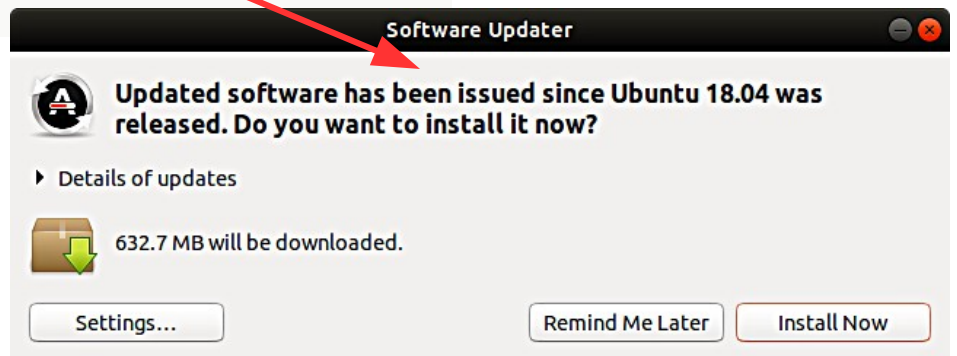 Software Updater
Updated software has been issued since Ubuntu 18.04 was
released. Do you want to install it now?
Details of updates
632.7 MB will be downloaded.
Settings...
Remind Me Later
Install Now